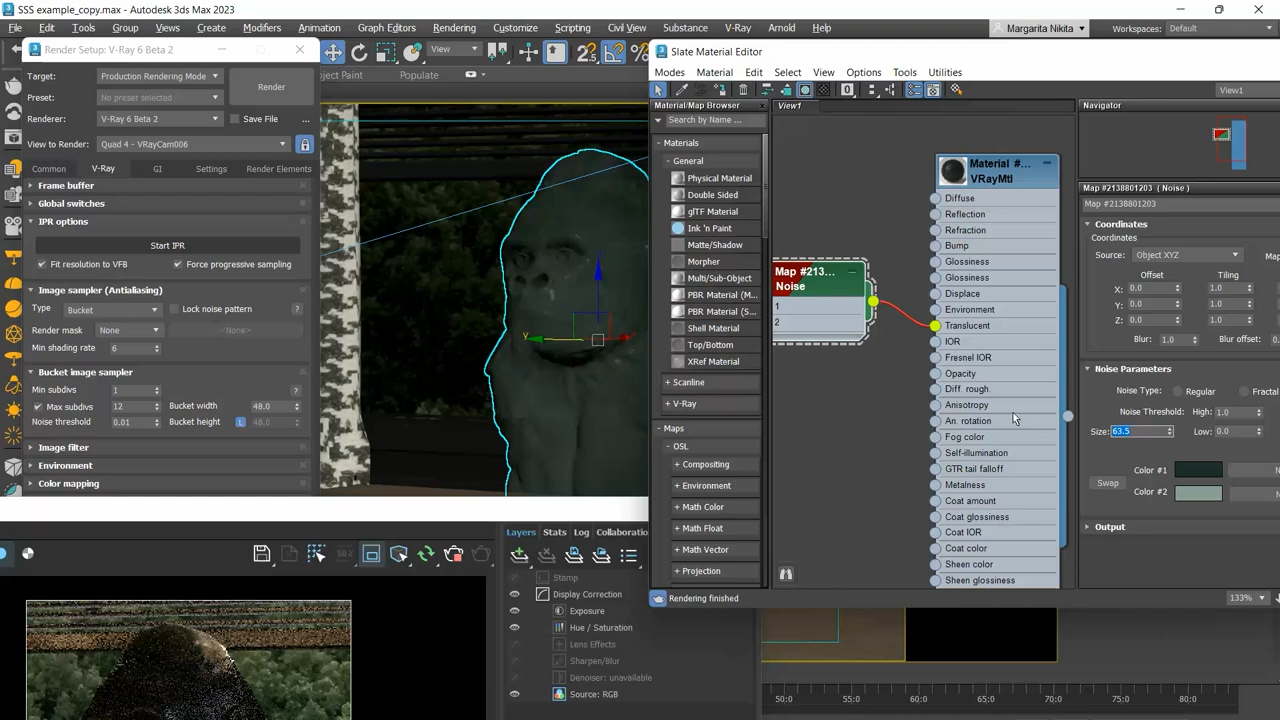 SSS example_copy.max - Autodesk 3ds Max 2023
File Edit Tools Group Views Create Modifiers Animation Graph Editors Rendering Customize Scripting Civil View Substance V-Ray Arnold Help
Margarita Nikita
Workspaces: Default
Render Setup: V-Ray 6 Beta 2
View
Object Paint Populate
Target: Production Rendering Mode
Preset: No preset selected
Render
Renderer: V-Ray 6 Beta 2
Save File ...
View to Render: Quad 4 - VRayCam006
Common V-Ray GI Settings Render Elements
Frame buffer
Global switches
IPR options
Start IPR
Fit resolution to VFB Force progressive sampling
Image sampler (Antialiasing)
Type Bucket Lock noise pattern ?
Render mask None <None>
Min shading rate 6
Bucket image sampler
Min subdivs 1 ?
Max subdivs 12 Bucket width 48.0
Noise threshold 0.01 Bucket height L 48.0
Image filter
Environment
Color mapping
y
x
Slate Material Editor
Modes Material Edit Select View Options Tools Utilities
View1
Material/Map Browser
Search by Name ...
- Materials
- General
Physical Material
Double Sided
glTF Material
Ink 'n Paint
Matte/Shadow
Morpher
Multi/Sub-Object
PBR Material (M...
PBR Material (S...
Shell Material
Top/Bottom
XRef Material
+ Scanline
+ V-Ray
- Maps
- OSL
+ Compositing
+ Environment
+ Math Color
+ Math Float
+ Math Vector
+ Projection
View1
Map #213...
Noise
1
2
Material #...
VRayMtl
Diffuse
Reflection
Refraction
Bump
Glossiness
Glossiness
Displace
Environment
Translucent
IOR
Fresnel IOR
Opacity
Diff. rough.
Anisotropy
An. rotation
Fog color
Self-illumination
GTR tail falloff
Metalness
Coat amount
Coat glossiness
Coat IOR
Coat color
Sheen color
Sheen glossiness
Navigator
Map #2138801203 ( Noise )
Map #2138801203
Coordinates
Coordinates
Source: Object XYZ
Offset Tiling
X: 0.0 1.0
Y: 0.0 1.0
Z: 0.0 1.0
Blur: 1.0 Blur offset: 0.
Noise Parameters
Noise Type: Regular Fractal
Noise Threshold: High: 1.0
Size: 63.5 Low: 0.0
Color #1
Swap
Color #2
Output
Rendering finished
133%
Layers Stats Log Collaboratio
Stamp
Display Correction
Exposure
Hue / Saturation
Lens Effects
Sharpen/Blur
Denoiser: unavailable
Source: RGB
50:0 55:0 60:0 65:0 70:0 75:0 80:0